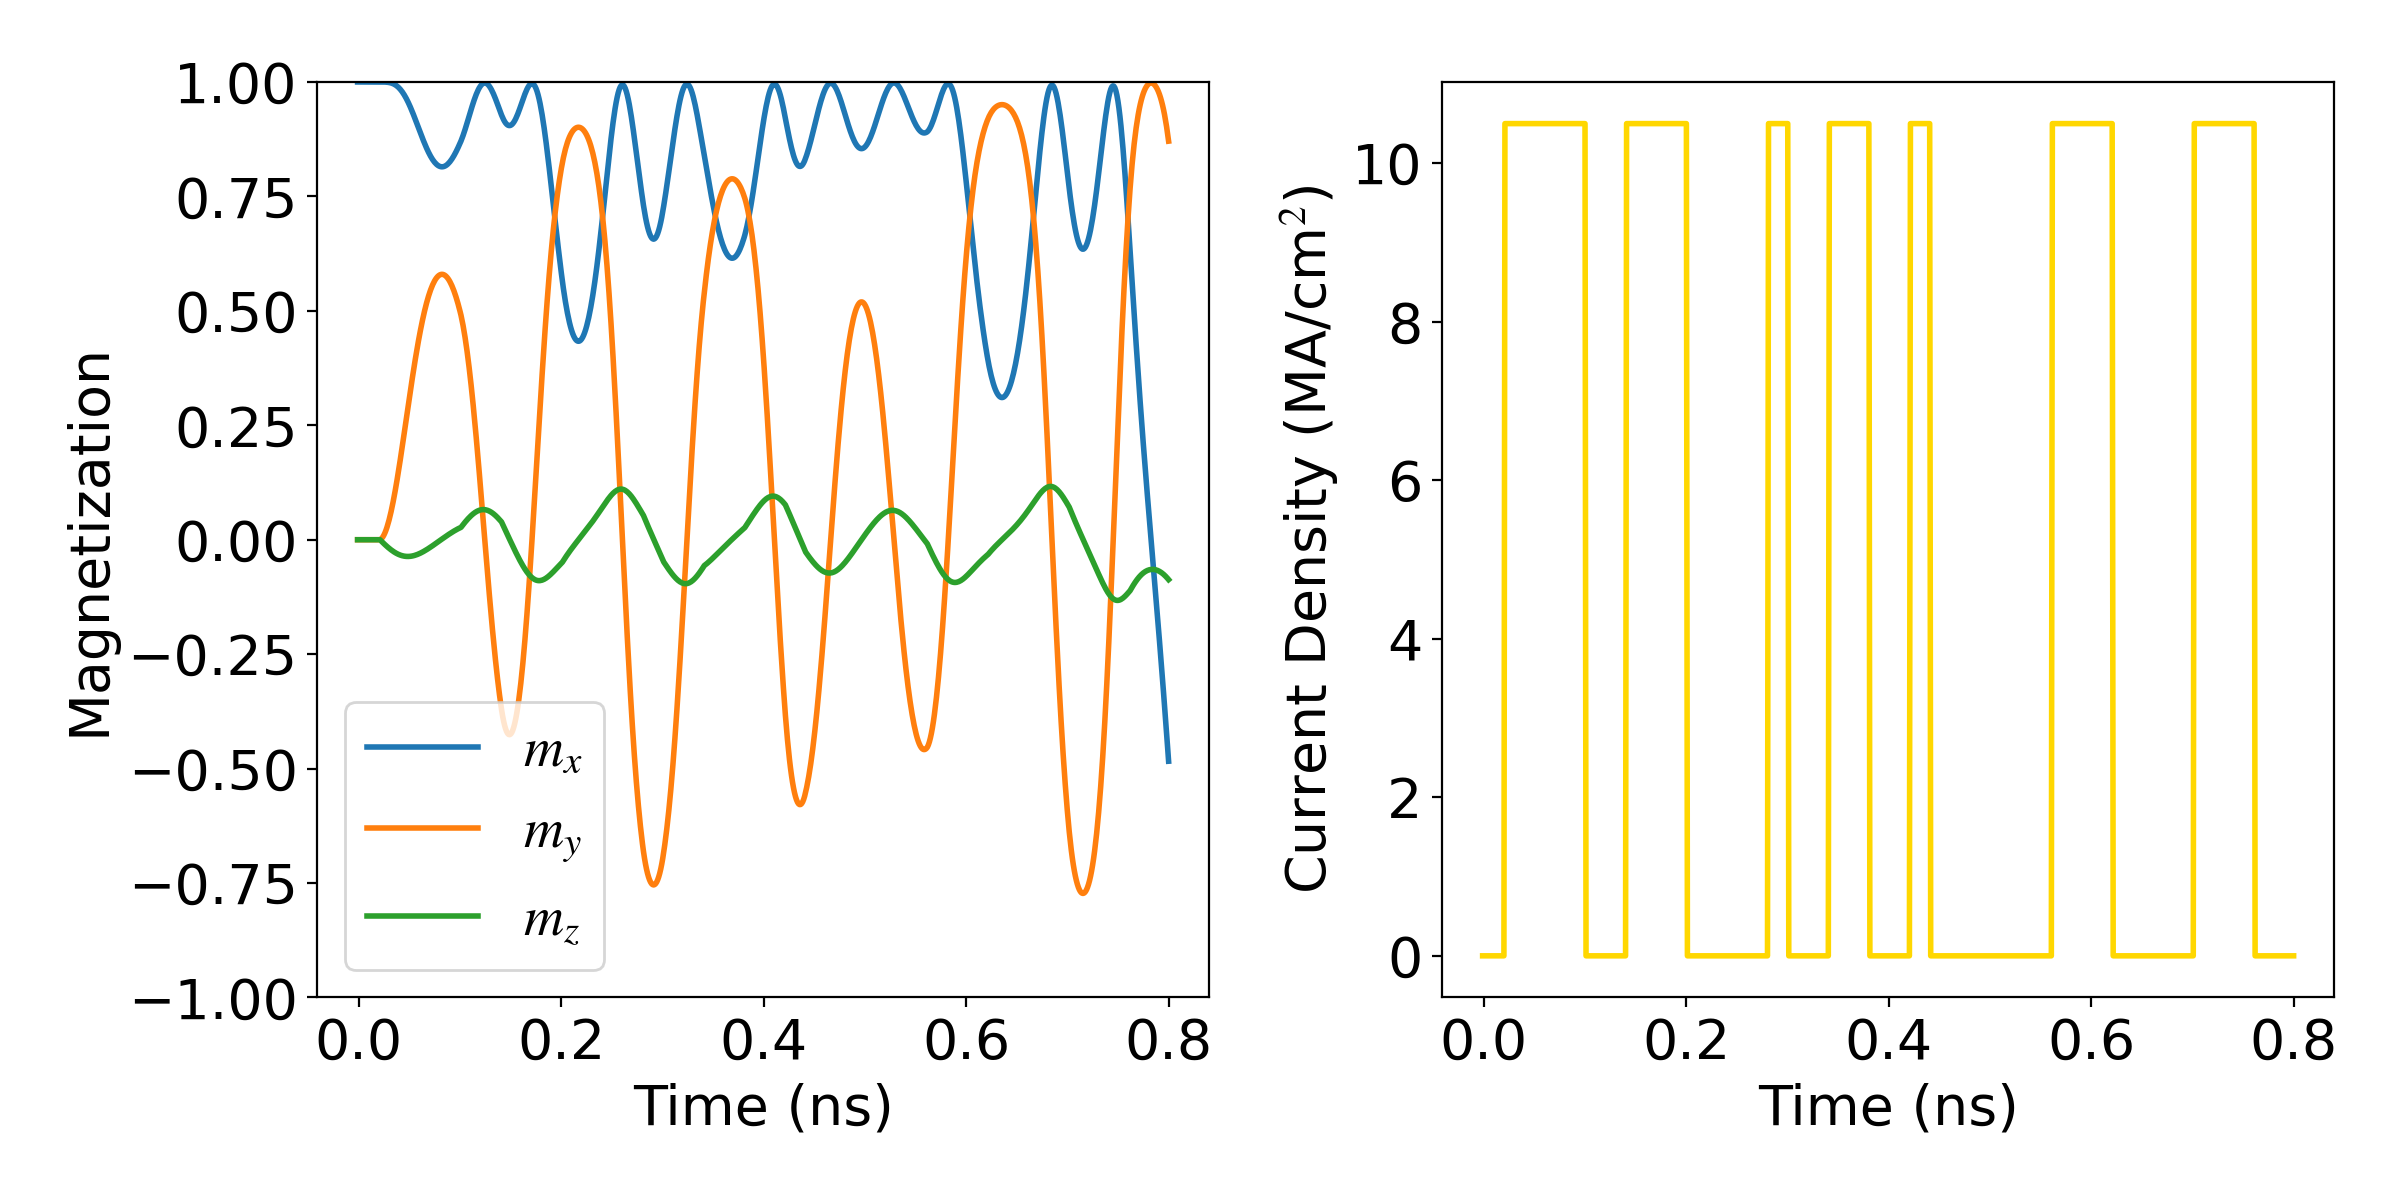 1.00
0.75
0.50
0.25
0.00
−0.25
−0.50
−0.75
−1.00
Magnetization
m_x
m_y
m_z
0.0 0.2 0.4 0.6 0.8
Time (ns)
10
8
6
4
2
0
Current Density (MA/cm²)
0.0 0.2 0.4 0.6 0.8
Time (ns)